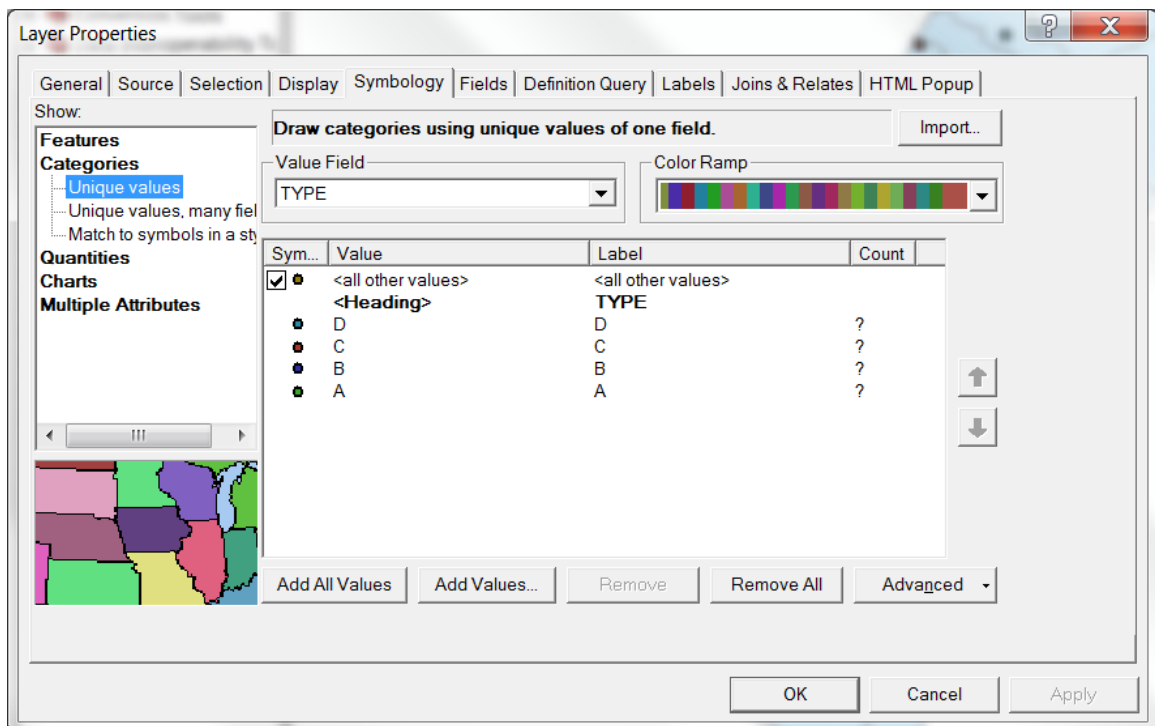 Layer Properties
General Source Selection Display Symbology Fields Definition Query Labels Joins & Relates HTML Popup
Show:
Features
Categories
Unique values
Unique values, many fiel
Match to symbols in a sty
Quantities
Charts
Multiple Attributes
Draw categories using unique values of one field.
Import...
Value Field
TYPE
Color Ramp
Sym... Value Label Count
<all other values> <all other values>
<Heading> TYPE
D D ?
C C ?
B B ?
A A ?
Add All Values Add Values... Remove Remove All Advanced
OK Cancel Apply